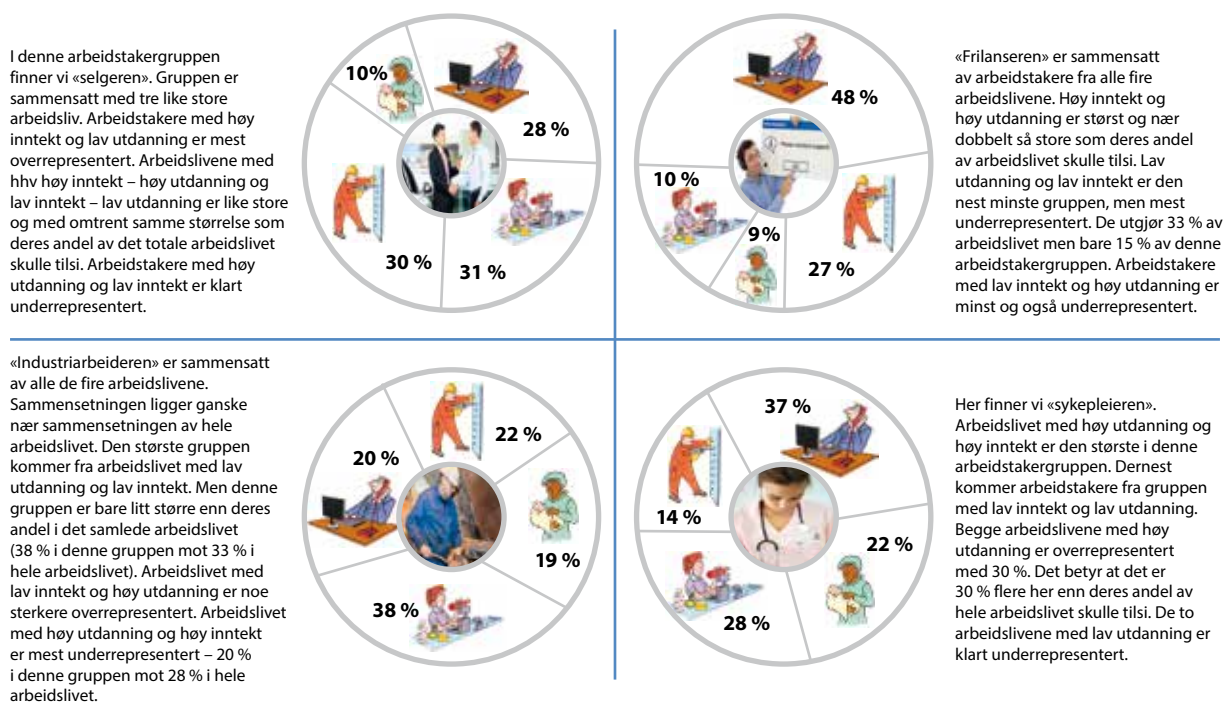 I denne arbeidstakergruppen
finner vi «selgeren». Gruppen er
sammensatt med tre like store
arbeidsliv. Arbeidstakere med høy
inntekt og lav utdanning er mest
overrepresentert. Arbeidslivene med
hhv høy inntekt – høy utdanning og
lav inntekt – lav utdanning er like store
og med omtrent samme størrelse som
deres andel av det totale arbeidslivet
skulle tilsi. Arbeidstakere med høy
utdanning og lav inntekt er klart
underrepresentert.
10%
28 %
30 %
31 %
48 %
10 %
9 %
27 %
«Frilanseren» er sammensatt
av arbeidstakere fra alle fire
arbeidslivene. Høy inntekt og
høy utdanning er størst og nær
dobbelt så store som deres andel
av arbeidslivet skulle tilsi. Lav
utdanning og lav inntekt er den
nest minste gruppen, men mest
underrepresentert. De utgjør 33 % av
arbeidslivet men bare 15 % av denne
arbeidstakergruppen. Arbeidstakere
med lav inntekt og høy utdanning er
minst og også underrepresentert.
«Industriarbeideren» er sammensatt
av alle de fire arbeidslivene.
Sammensetningen ligger ganske
nær sammensetningen av hele
arbeidslivet. Den største gruppen
kommer fra arbeidslivet med lav
utdanning og lav inntekt. Men denne
gruppen er bare litt større enn deres
andel i det samlede arbeidslivet
(38 % i denne gruppen mot 33 % i
hele arbeidslivet). Arbeidslivet med
lav inntekt og høy utdanning er noe
sterkere overrepresentert. Arbeidslivet
med høy utdanning og høy inntekt
er mest underrepresentert – 20 %
i denne gruppen mot 28 % i hele
arbeidslivet.
22 %
20 %
19 %
38 %
37 %
14 %
22 %
28 %
Her finner vi «sykepleieren».
Arbeidslivet med høy utdanning og
høy inntekt er den største i denne
arbeidstakergruppen. Dernest
kommer arbeidstakere fra gruppen
med lav inntekt og lav utdanning.
Begge arbeidslivene med høy
utdanning er overrepresentert
med 30 %. Det betyr at det er
30 % flere her enn deres andel av
hele arbeidslivet skulle tilsi. De to
arbeidslivene med lav utdanning er
klart underrepresentert.